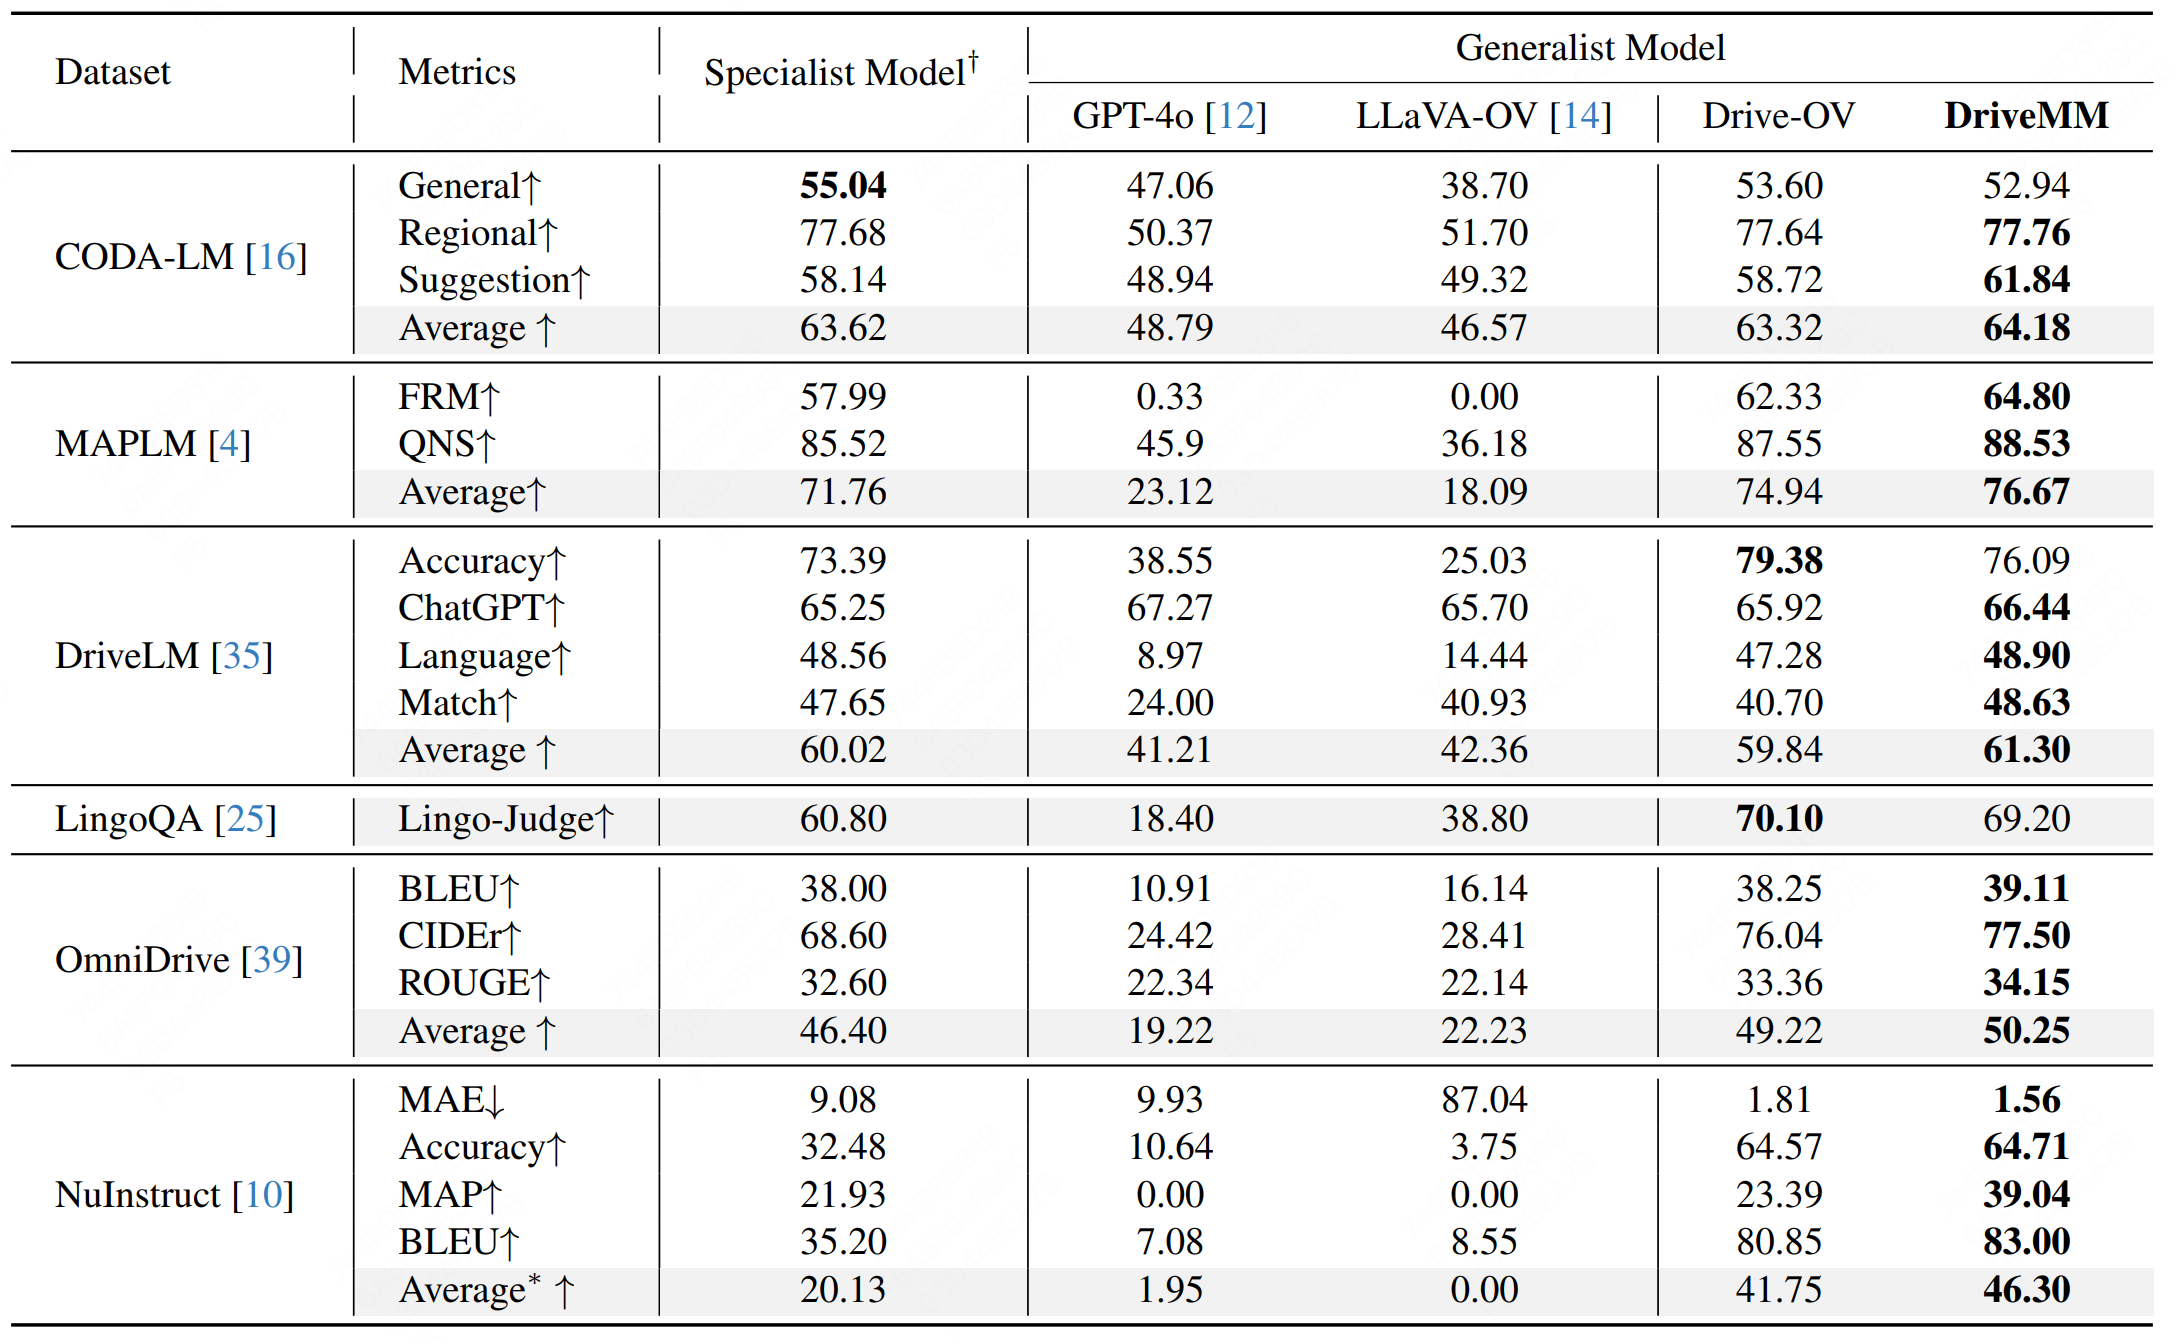 Dataset Metrics Specialist Model† Generalist Model
GPT-4o [12] LLaVA-OV [14] Drive-OV DriveMM
CODA-LM [16]
General↑ 55.04 47.06 38.70 53.60 52.94
Regional↑ 77.68 50.37 51.70 77.64 77.76
Suggestion↑ 58.14 48.94 49.32 58.72 61.84
Average ↑ 63.62 48.79 46.57 63.32 64.18
MAPLM [4]
FRM↑ 57.99 0.33 0.00 62.33 64.80
QNS↑ 85.52 45.9 36.18 87.55 88.53
Average↑ 71.76 23.12 18.09 74.94 76.67
DriveLM [35]
Accuracy↑ 73.39 38.55 25.03 79.38 76.09
ChatGPT↑ 65.25 67.27 65.70 65.92 66.44
Language↑ 48.56 8.97 14.44 47.28 48.90
Match↑ 47.65 24.00 40.93 40.70 48.63
Average ↑ 60.02 41.21 42.36 59.84 61.30
LingoQA [25] Lingo-Judge↑ 60.80 18.40 38.80 70.10 69.20
OmniDrive [39]
BLEU↑ 38.00 10.91 16.14 38.25 39.11
CIDEr↑ 68.60 24.42 28.41 76.04 77.50
ROUGE↑ 32.60 22.34 22.14 33.36 34.15
Average ↑ 46.40 19.22 22.23 49.22 50.25
NuInstruct [10]
MAE↓ 9.08 9.93 87.04 1.81 1.56
Accuracy↑ 32.48 10.64 3.75 64.57 64.71
MAP↑ 21.93 0.00 0.00 23.39 39.04
BLEU↑ 35.20 7.08 8.55 80.85 83.00
Average* ↑ 20.13 1.95 0.00 41.75 46.30